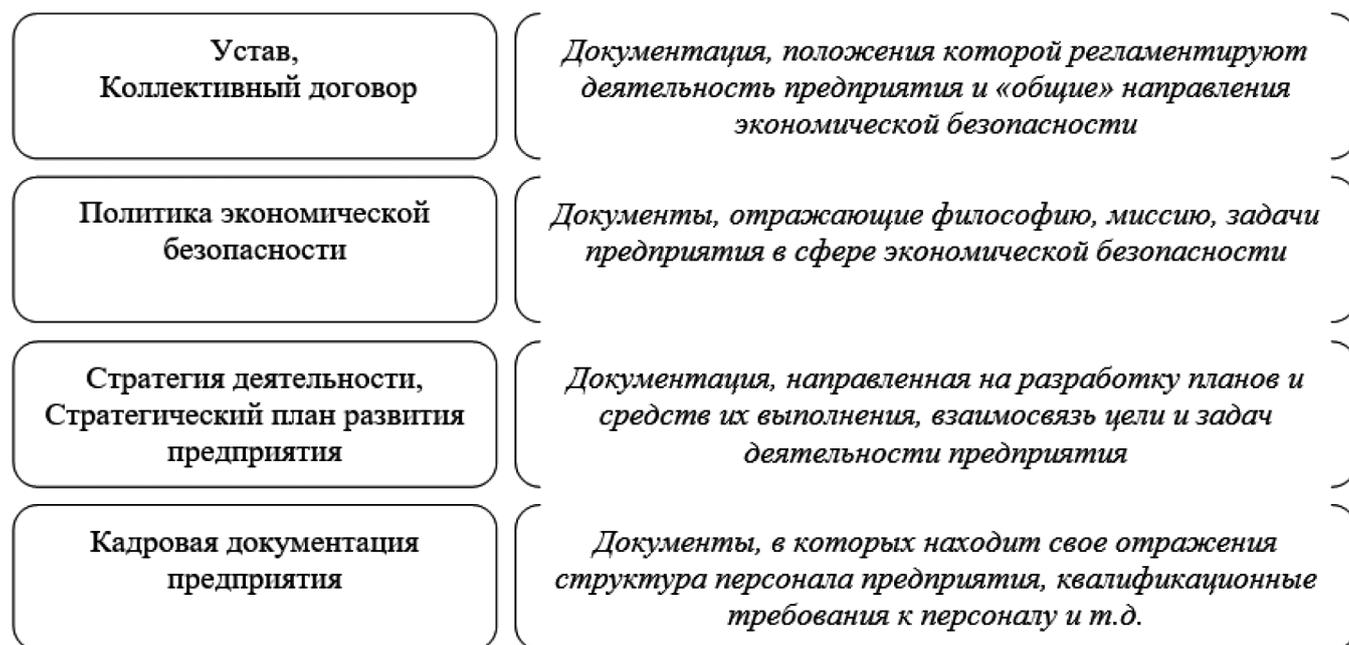 Устав,
Коллективный договор
Документация, положения которой регламентируют
деятельность предприятия и «общие» направления
экономической безопасности
Политика экономической
безопасности
Документы, отражающие философию, миссию, задачи
предприятия в сфере экономической безопасности
Стратегия деятельности,
Стратегический план развития
предприятия
Документация, направленная на разработку планов и
средств их выполнения, взаимосвязь цели и задач
деятельности предприятия
Кадровая документация
предприятия
Документы, в которых находит свое отражения
структура персонала предприятия, квалификационные
требования к персоналу и т.д.